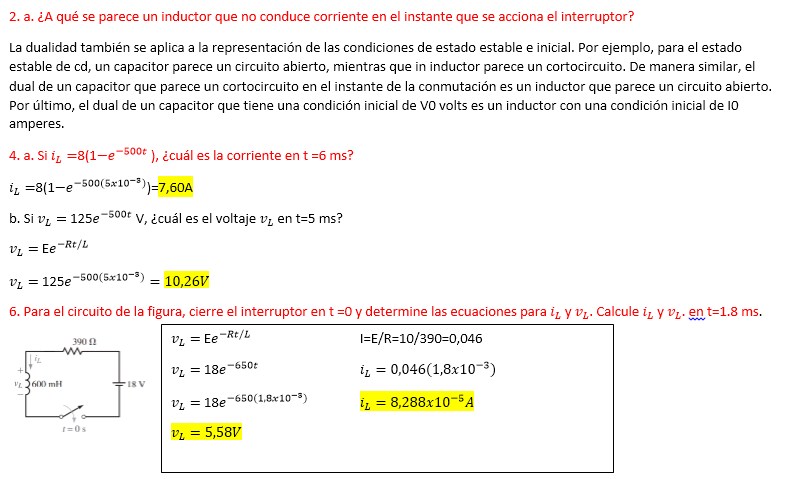 2. a. ¿A qué se parece un inductor que no conduce corriente en el instante que se acciona el interruptor?
La dualidad también se aplica a la representación de las condiciones de estado estable e inicial. Por ejemplo, para el estado
estable de cd, un capacitor parece un circuito abierto, mientras que in inductor parece un cortocircuito. De manera similar, el
dual de un capacitor que parece un cortocircuito en el instante de la conmutación es un inductor que parece un circuito abierto.
Por último, el dual de un capacitor que tiene una condición inicial de V0 volts es un inductor con una condición inicial de I0
amperes.
4. a. Si i_L =8(1−e^{−500t} ), ¿cuál es la corriente en t =6 ms?
i_L =8(1−e^{−500(5x10^{−3})})=7,60A
b. Si v_L = 125e^{−500t} V, ¿cuál es el voltaje v_L en t=5 ms?
v_L = Ee^{−Rt/L}
v_L = 125e^{−500(5x10^{−3})} = 10,26V
6. Para el circuito de la figura, cierre el interruptor en t =0 y determine las ecuaciones para i_L y v_L. Calcule i_L y v_L. en t=1.8 ms.
390 Ω
i_L
+
v_L 600 mH
−
18 V
t = 0 s
v_L = Ee^{−Rt/L}
v_L = 18e^{−650t}
v_L = 18e^{−650(1,8x10^{−3})}
v_L = 5,58V
I=E/R=10/390=0,046
i_L = 0,046(1,8x10^{−3})
i_L = 8,288x10^{−5}A